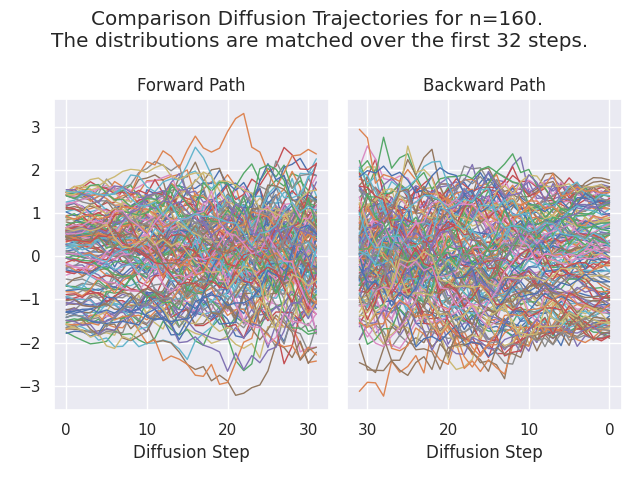 Comparison Diffusion Trajectories for n=160.
The distributions are matched over the first 32 steps.
Forward Path
Backward Path
3
2
1
0
−1
−2
−3
0 10 20 30
30 20 10 0
Diffusion Step
Diffusion Step